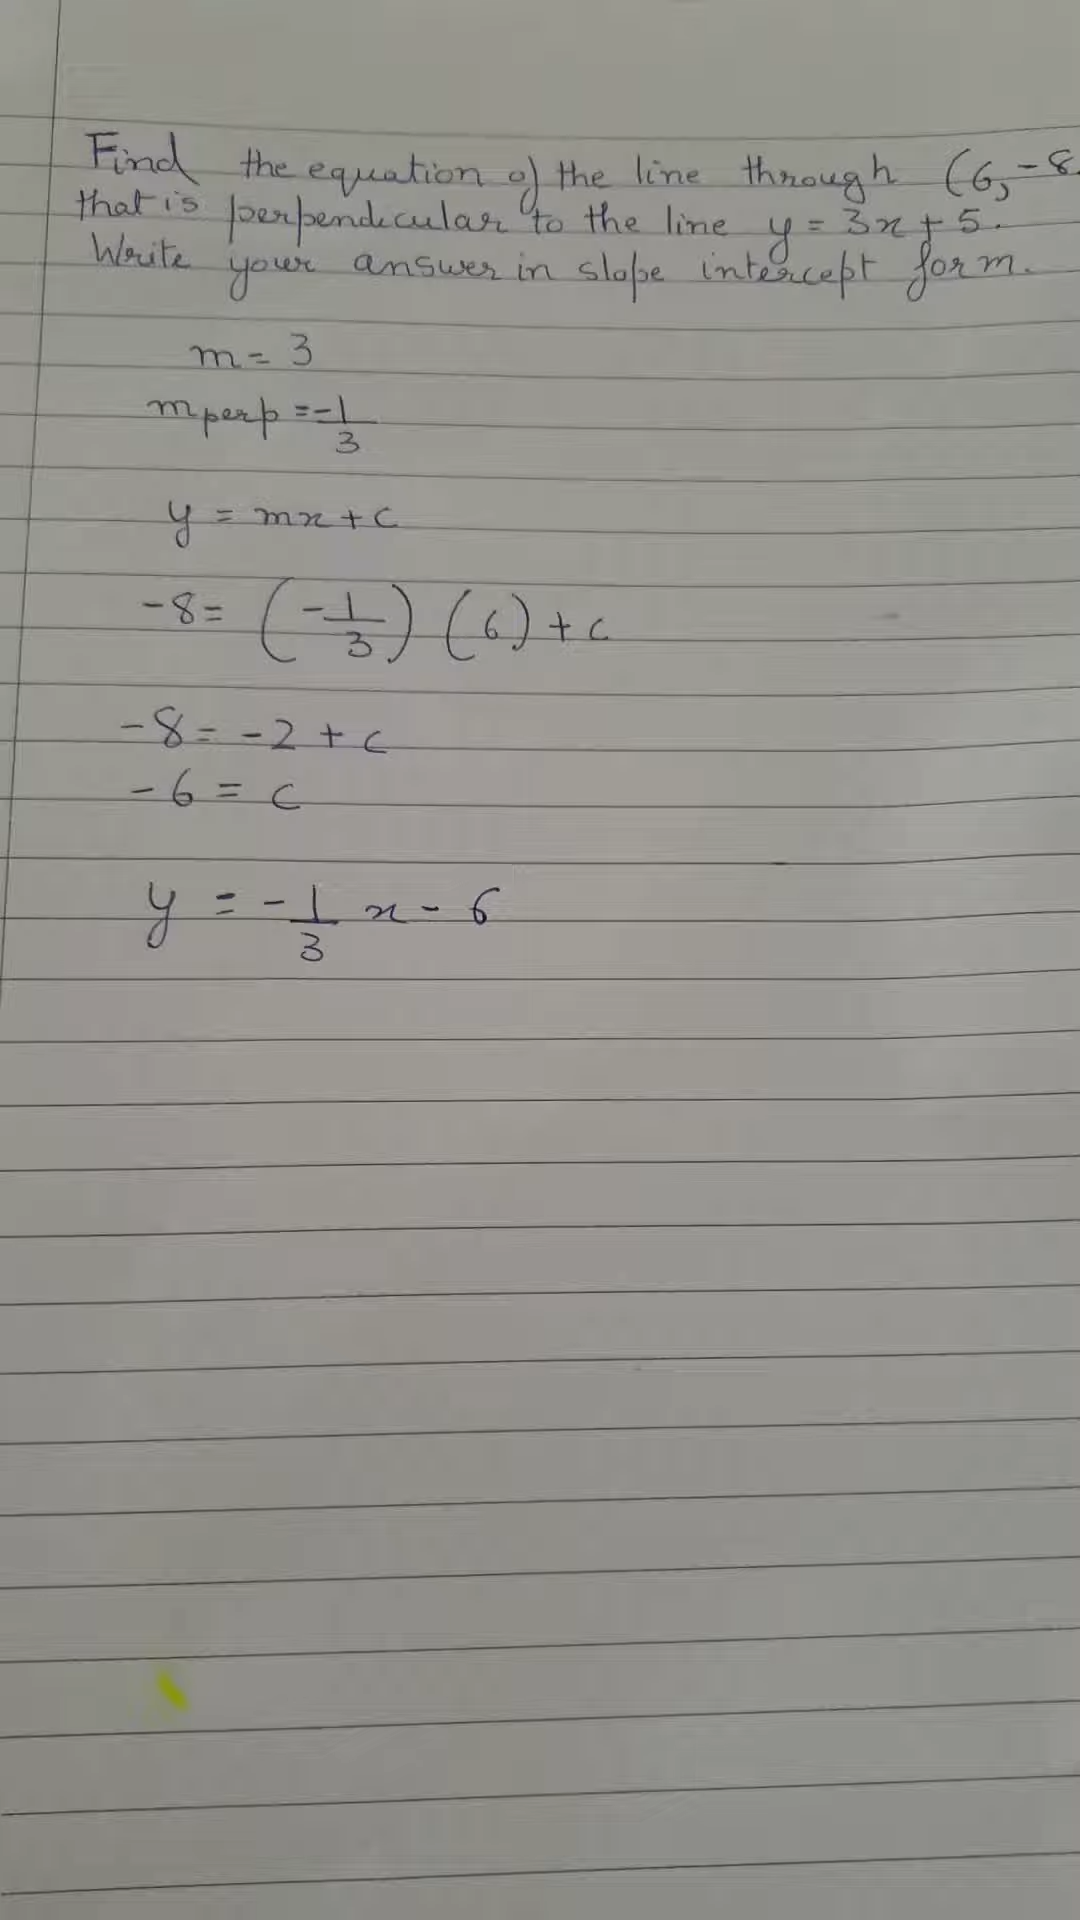 Find the equation of the line through (6, -8
that is perpendicular to the line y = 3x + 5.
Write your answer in slope intercept form.
m = 3
m perp = -1/3
y = mx + c
-8 = (-1/3) (6) + c
-8 = -2 + c
-6 = c
y = -1/3 x - 6